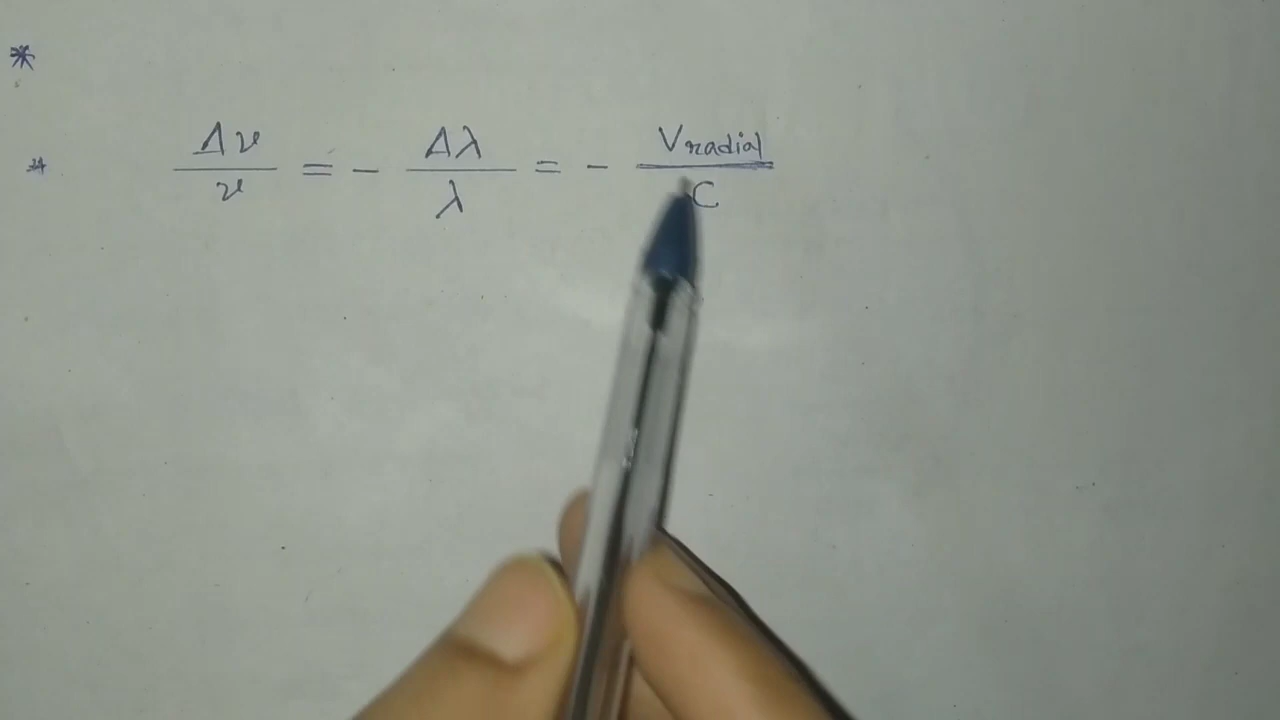 *
* Δν/ν = - Δλ/λ = - Vradial/C